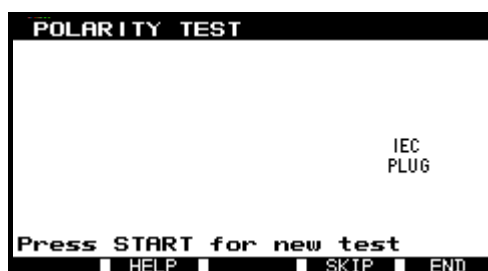 POLARITY TEST
IEC
PLUG
Press START for new test
HELP SKIP END